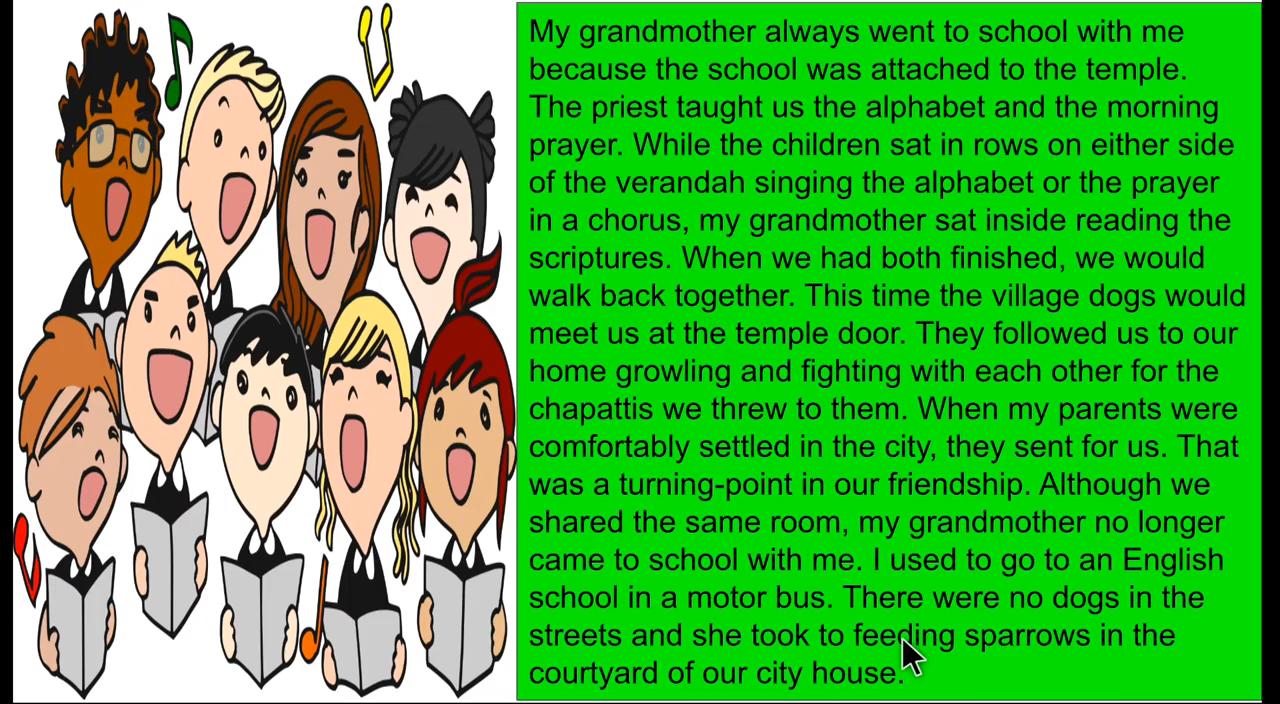 My grandmother always went to school with me
because the school was attached to the temple.
The priest taught us the alphabet and the morning
prayer. While the children sat in rows on either side
of the verandah singing the alphabet or the prayer
in a chorus, my grandmother sat inside reading the
scriptures. When we had both finished, we would
walk back together. This time the village dogs would
meet us at the temple door. They followed us to our
home growling and fighting with each other for the
chapattis we threw to them. When my parents were
comfortably settled in the city, they sent for us. That
was a turning-point in our friendship. Although we
shared the same room, my grandmother no longer
came to school with me. I used to go to an English
school in a motor bus. There were no dogs in the
streets and she took to feeding sparrows in the
courtyard of our city house.